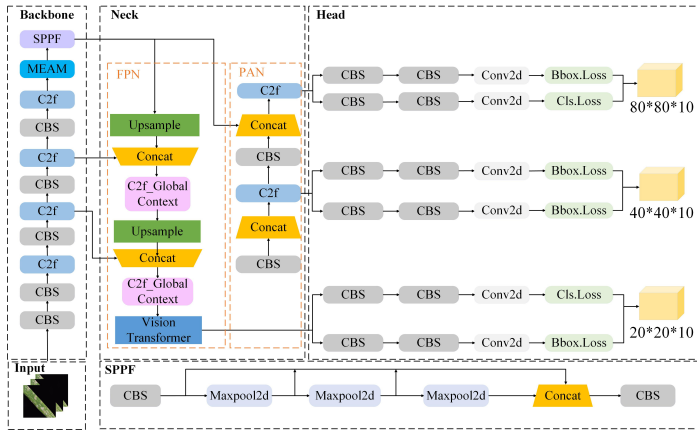 Backbone
SPPF
MEAM
C2f
CBS
C2f
CBS
C2f
CBS
C2f
CBS
CBS
Input
Neck
FPN
Upsample
Concat
C2f_Global
Context
Upsample
Concat
C2f_Global
Context
Vision
Transformer
PAN
C2f
Concat
CBS
C2f
Concat
CBS
Head
CBS CBS Conv2d Bbox.Loss
CBS CBS Conv2d Cls.Loss
80*80*10
CBS CBS Conv2d Bbox.Loss
CBS CBS Conv2d Bbox.Loss
40*40*10
CBS CBS Conv2d Cls.Loss
CBS CBS Conv2d Bbox.Loss
20*20*10
SPPF
CBS Maxpool2d Maxpool2d Maxpool2d Concat CBS